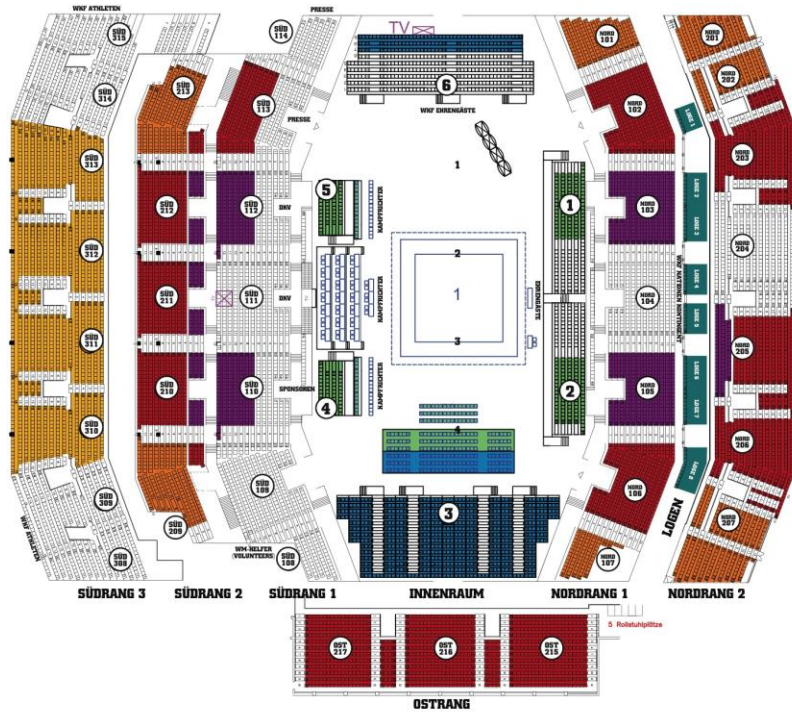 WKF ATHLETEN
SÜD 315
SÜD 314
SÜD 313
SÜD 312
SÜD 311
SÜD 310
SÜD 309
SÜD 308
WKF ATHLETEN
SÜD 213
SÜD 212
SÜD 211
SÜD 210
SÜD 209
PRESSE
SÜD 114
SÜD 113
PRESSE
SÜD 112
DKV
SÜD 111
DKV
SÜD 110
SPONSOREN
SÜD 109
WM-HELFER
(VOLUNTEERS)
SÜD 108
TV
6
WKF EHRENGÄSTE
1
5
KAMPFRICHTER
KAMPFRICHTER
4
KAMPFRICHTER
2
1
3
EHRENGÄSTE
1
2
4
3
NORD 101
NORD 102
NORD 103
NORD 104
NORD 105
NORD 106
NORD 107
WKF NATIONEN KONTINENT
LOGE 1
LOGE 2
LOGE 3
LOGE 4
LOGE 5
LOGE 6
LOGE 7
LOGE 8
LOGEN
NORD 201
NORD 202
NORD 203
NORD 204
NORD 205
NORD 206
NORD 207
SÜDRANG 3
SÜDRANG 2
SÜDRANG 1
INNENRAUM
NORDRANG 1
NORDRANG 2
5 Rollstuhlplätze
OST 217
OST 216
OST 215
OSTRANG